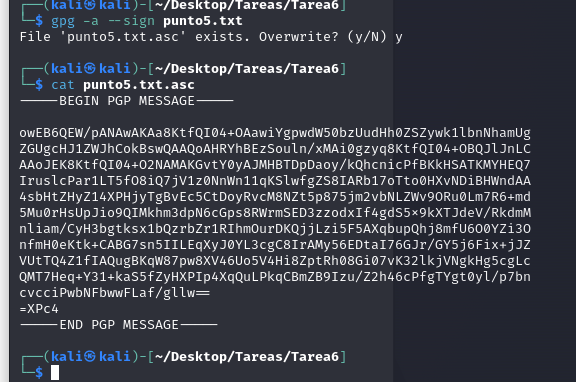 ┌──(kali㉿kali)-[~/Desktop/Tareas/Tarea6]
└─$ gpg -a --sign punto5.txt
File 'punto5.txt.asc' exists. Overwrite? (y/N) y
┌──(kali㉿kali)-[~/Desktop/Tareas/Tarea6]
└─$ cat punto5.txt.asc
-----BEGIN PGP MESSAGE-----
owEB6QEW/pANAwAKAa8KtfQI04+OAawiYgpwdW50bzUudHh0ZSZywk1lbnNhamUg
ZGUgcHJ1ZWJhCokBswQAAQoAHRYhBEzSouln/xMAi0gzyq8KtfQI04+OBQJlJnLC
AAoJEK8KtfQI04+O2NAMAKGvtY0yAJMHBTDpDaoy/kQhcnicPfBKkHSATKMYHEQ7
IruslcPar1LT5fO8iQ7jV1z0NnWn11qKSlwfgZS8IARb17oTto0HXvNDiBHWndAA
4sbHtZHyZ14XPHjyTgBvEc5CtDoyRvcM8NZt5p875jm2vbNLZWv9ORu0Lm7R6+md
5Mu0rHsUpJio9QIMkhm3dpN6cGps8RWrmSED3zzodxIf4gdS5×9kXTJdeV/RkdmM
nliam/CyH3bgtksx1bQzrbZr1RIhmOurDKQjjLzi5F5AXqbupQhj8mfU6O0YZi3O
nfmH0eKtk+CABG7sn5IILEqXyJ0YL3cgC8IrAMy56EDtaI76GJr/GY5j6Fix+jJZ
VUtTQ4Z1fIAQugBKqW87pw8XV46Uo5V4Hi8ZptRh08Gi07vK32lkjVNgkHg5cgLc
QMT7Heq+Y31+kaS5fZyHXPIp4XqQuLPkqCBmZB9Izu/Z2h46cPfgTYgt0yl/p7bn
cvcciPwbNFbwwFLaf/gllw==
=XPc4
-----END PGP MESSAGE-----
┌──(kali㉿kali)-[~/Desktop/Tareas/Tarea6]
└─$